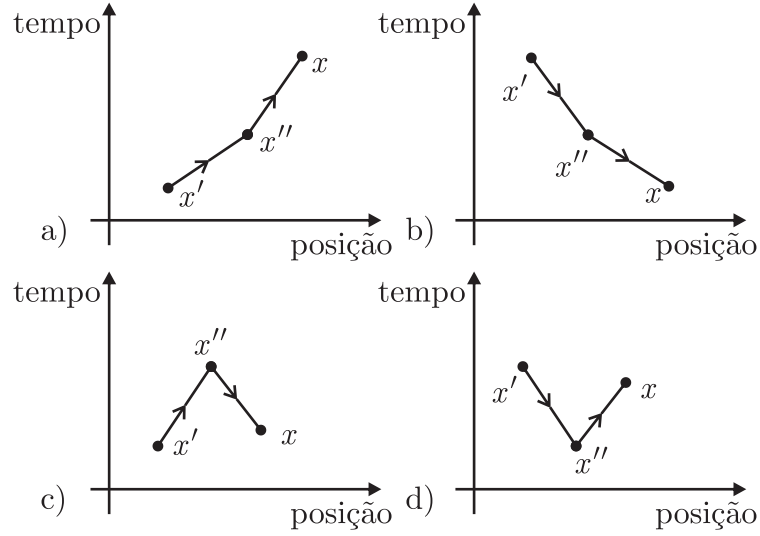 tempo
x
x''
x'
a)
posição
tempo
x'
x''
x
b)
posição
tempo
x''
x'
x
c)
posição
tempo
x'
x
x''
d)
posição